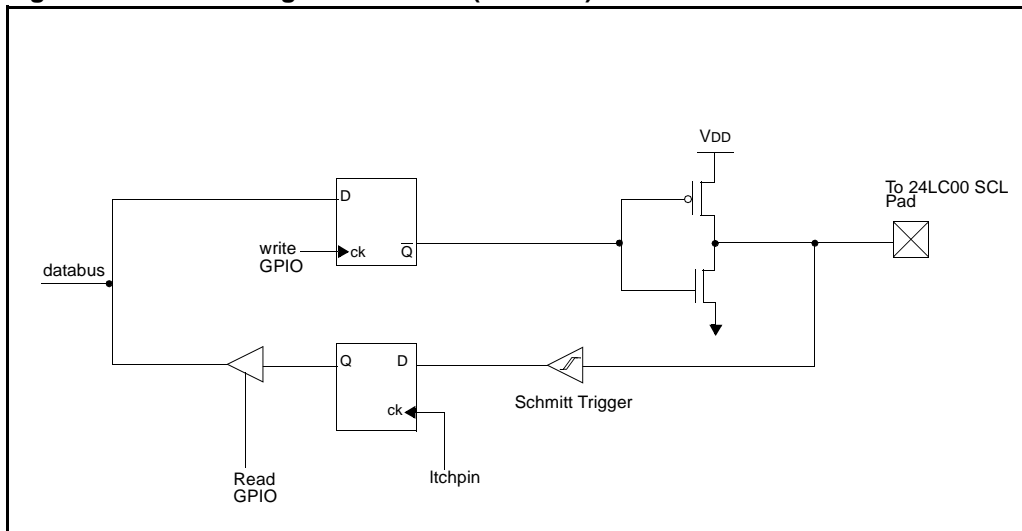 VDD
To 24LC00 SCL
Pad
D
write
GPIO
ck
Q
databus
Q
D
ck
Schmitt Trigger
Read
GPIO
ltchpin